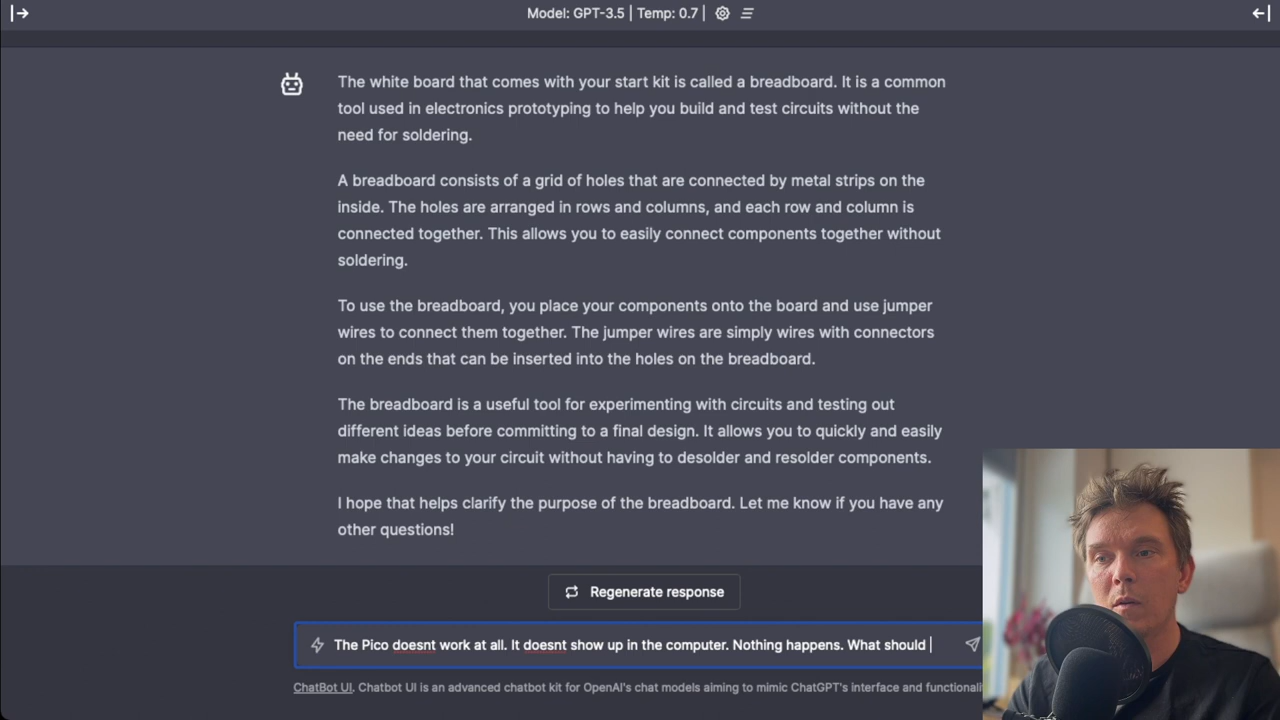 Model: GPT-3.5 | Temp: 0.7 |
The white board that comes with your start kit is called a breadboard. It is a common
tool used in electronics prototyping to help you build and test circuits without the
need for soldering.
A breadboard consists of a grid of holes that are connected by metal strips on the
inside. The holes are arranged in rows and columns, and each row and column is
connected together. This allows you to easily connect components together without
soldering.
To use the breadboard, you place your components onto the board and use jumper
wires to connect them together. The jumper wires are simply wires with connectors
on the ends that can be inserted into the holes on the breadboard.
The breadboard is a useful tool for experimenting with circuits and testing out
different ideas before committing to a final design. It allows you to quickly and easily
make changes to your circuit without having to desolder and resolder components.
I hope that helps clarify the purpose of the breadboard. Let me know if you have any
other questions!
Regenerate response
The Pico doesnt work at all. It doesnt show up in the computer. Nothing happens. What should
ChatBot UI. Chatbot UI is an advanced chatbot kit for OpenAI's chat models aiming to mimic ChatGPT's interface and functionali